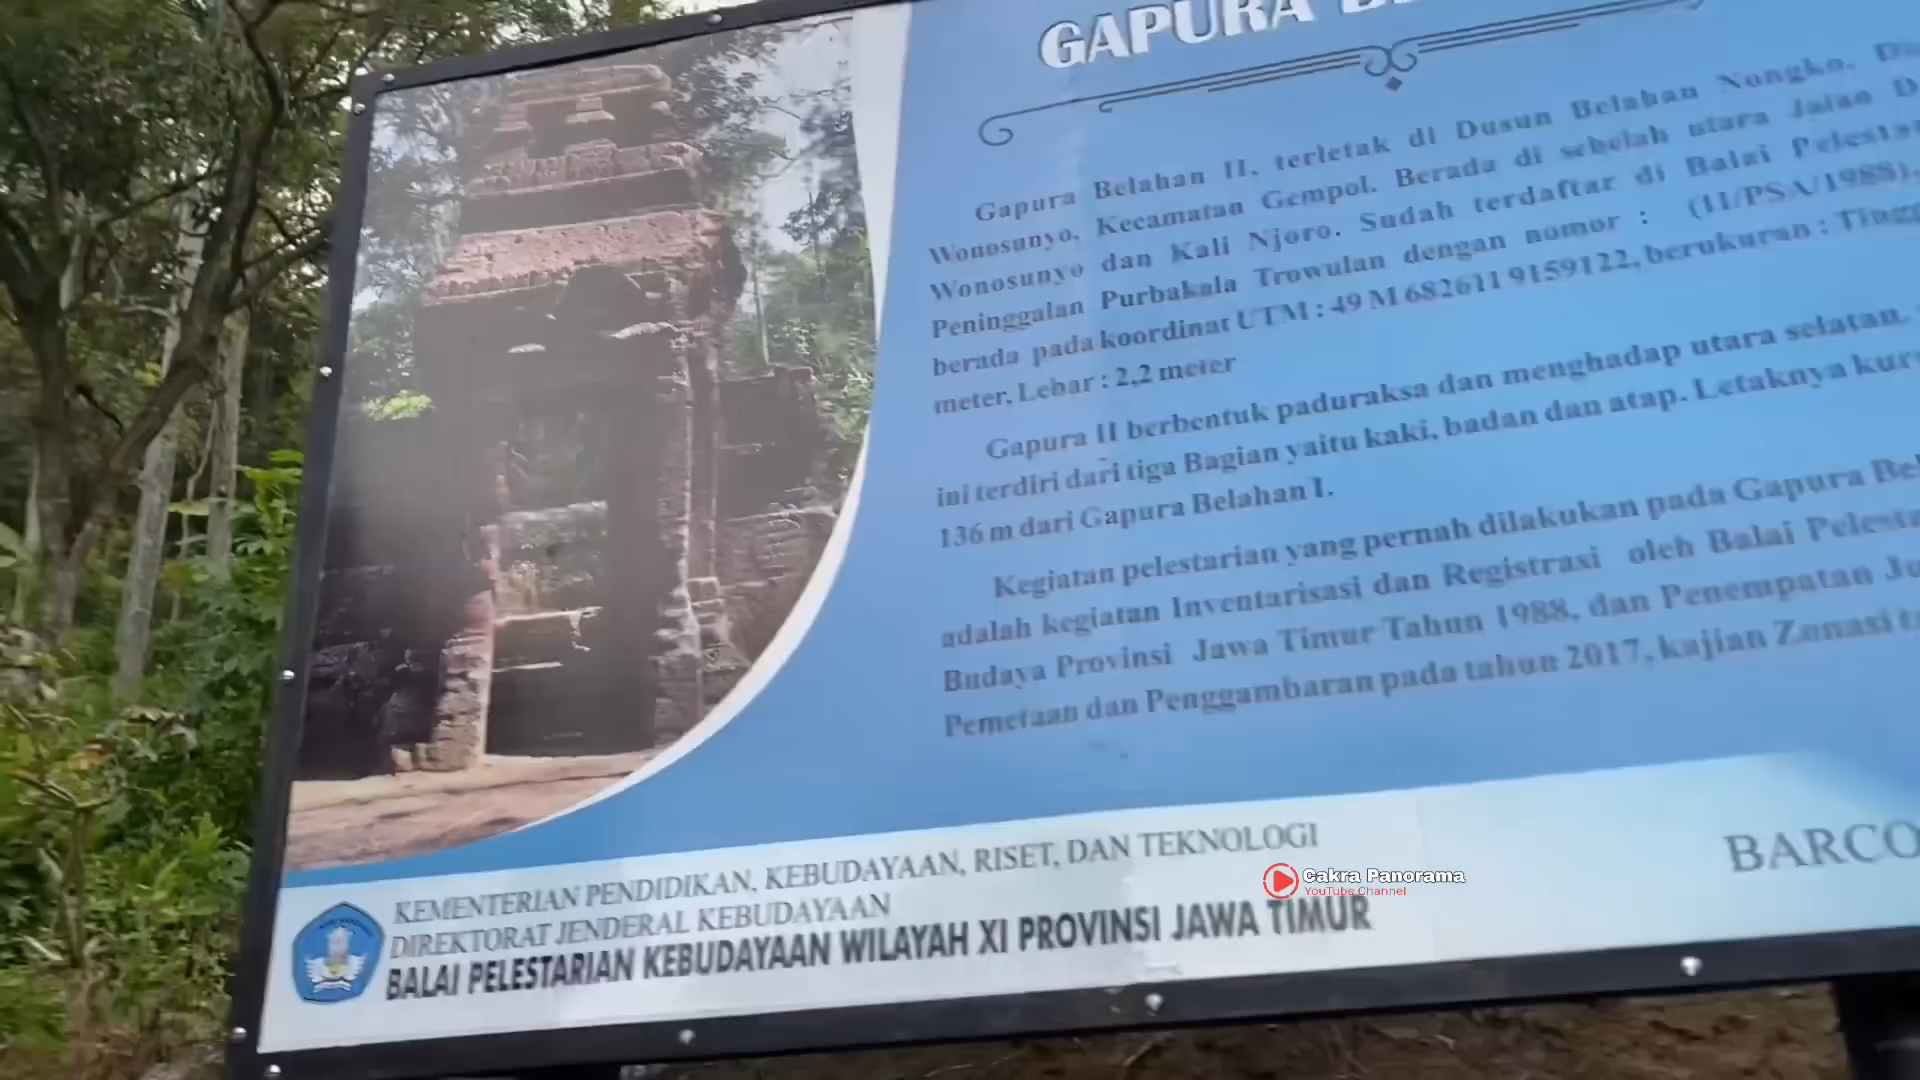 GAPURA
Gapura Belahan II, terletak di Dusun Belahan Nongko,
Wonosunyo, Kecamatan Gempol. Berada di sebelah utara Jalan
Wonosunyo dan Kali Njoro. Sudah terdaftar di Balai
Peninggalan Purbakala Trowulan dengan nomor : (11/PSA/1988),
berada pada koordinat UTM : 49 M 682611 9159122, berukuran :
meter, Lebar : 2,2 meter
Gapura II berbentuk paduraksa dan menghadap utara selatan,
ini terdiri dari tiga Bagian yaitu kaki, badan dan atap. Letaknya
136 m dari Gapura Belahan I.
Kegiatan pelestarian yang pernah dilakukan pada Gapura
adalah kegiatan Inventarisasi dan Registrasi oleh Balai
Budaya Provinsi Jawa Timur Tahun 1988, dan Penempatan
Pemetaan dan Penggambaran pada tahun 2017, kajian Zonasi
KEMENTERIAN PENDIDIKAN, KEBUDAYAAN, RISET, DAN TEKNOLOGI
DIREKTORAT JENDERAL KEBUDAYAAN
BALAI PELESTARIAN KEBUDAYAAN WILAYAH XI PROVINSI JAWA TIMUR
BARCO
Cakra Panorama
YouTube Channel